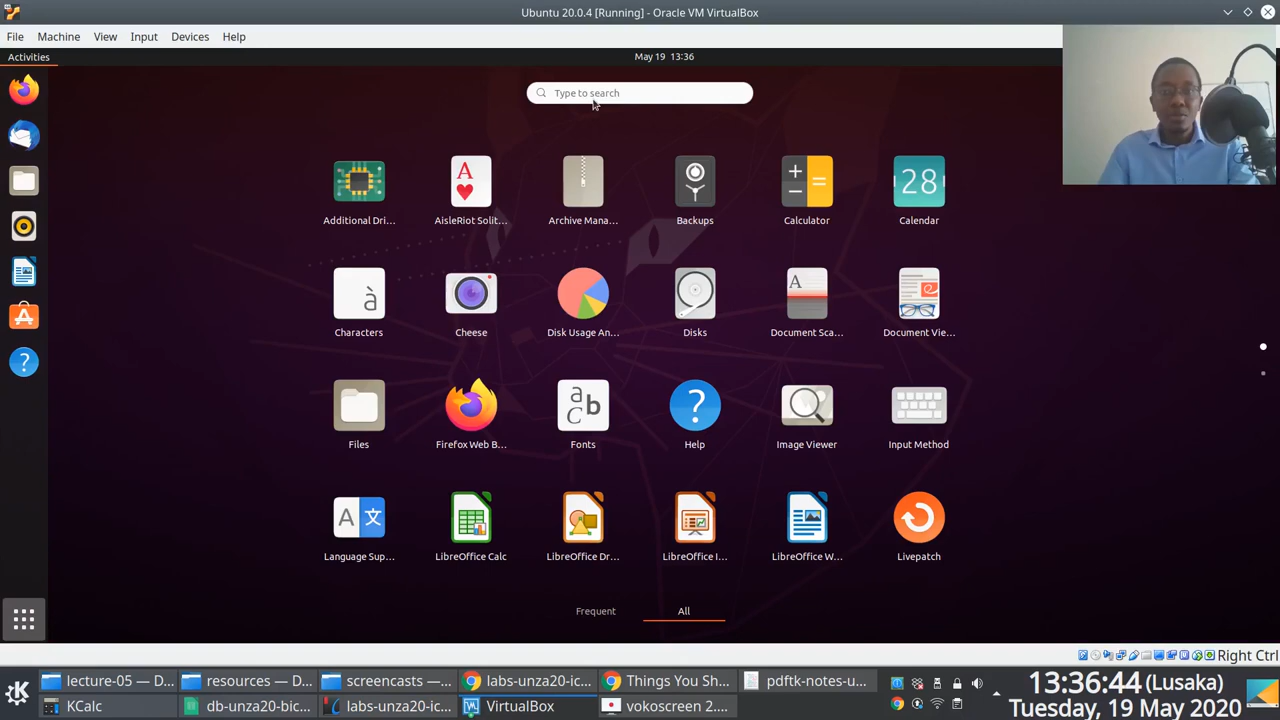 Ubuntu 20.0.4 [Running] - Oracle VM VirtualBox
File Machine View Input Devices Help
Activities
May 19 13:36
Type to search
Additional Dri... AisleRiot Solit... Archive Mana... Backups Calculator Calendar
28
Characters Cheese Disk Usage An... Disks Document Sca... Document Vie...
Files Firefox Web B... Fonts Help Image Viewer Input Method
Language Sup... LibreOffice Calc LibreOffice Dr... LibreOffice I... LibreOffice W... Livepatch
Frequent All
Right Ctrl
lecture-05 — D... resources — D... screencasts —... labs-unza20-ic... Things You Sh... pdftk-notes-u...
KCalc db-unza20-bic... labs-unza20-ic... VirtualBox vokoscreen 2....
13:36:44 (Lusaka)
Tuesday, 19 May 2020